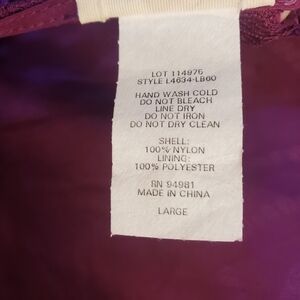 LOT 114976
STYLE L4634-LB60
HAND WASH COLD
DO NOT BLEACH
LINE DRY
DO NOT IRON
DO NOT DRY CLEAN
SHELL:
100% NYLON
LINING:
100% POLYESTER
RN 94981
MADE IN CHINA
LARGE